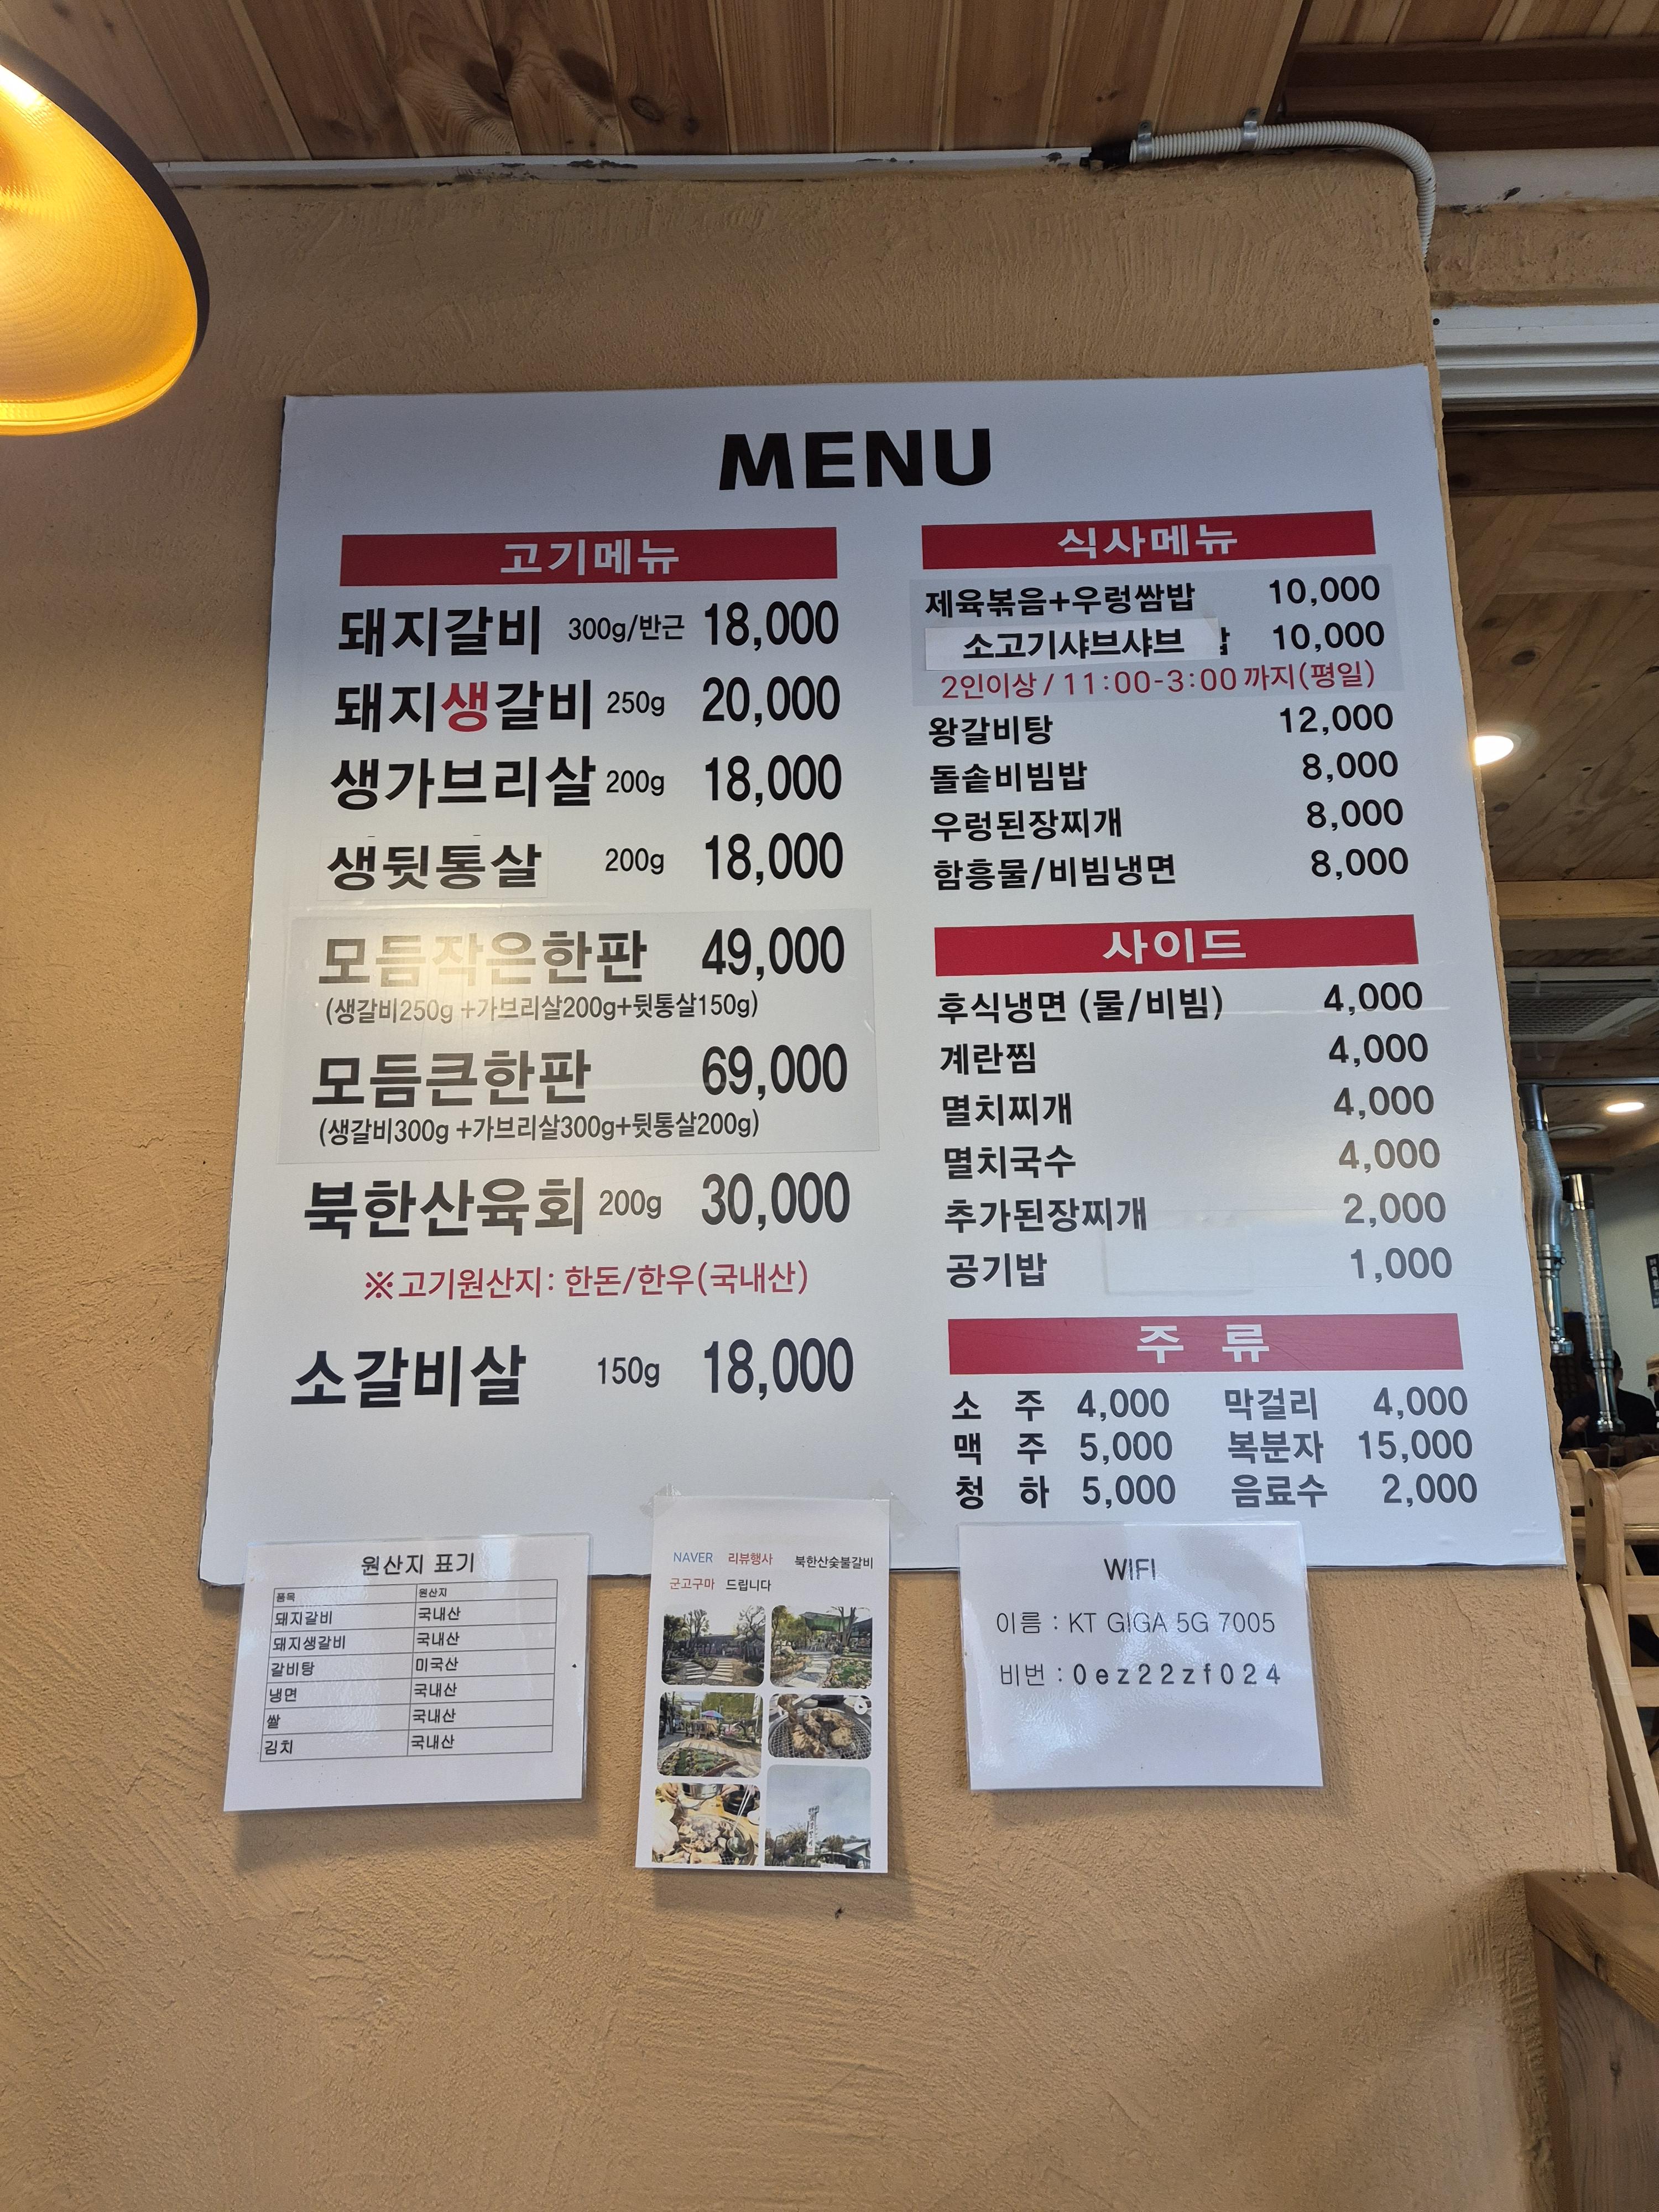 MENU
고기메뉴
돼지갈비 300g/반근 18,000
돼지생갈비 250g 20,000
생가브리살 200g 18,000
생뒷통살 200g 18,000
모듬작은한판 49,000
(생갈비250g+가브리살200g+뒷통살150g)
모듬큰한판 69,000
(생갈비300g+가브리살300g+뒷통살200g)
북한산육회 200g 30,000
※고기원산지: 한돈/한우(국내산)
소갈비살 150g 18,000
식사메뉴
제육볶음+우렁쌈밥 10,000
소고기샤브샤브 10,000
2인이상 / 11:00-3:00 까지(평일)
왕갈비탕 12,000
돌솥비빔밥 8,000
우렁된장찌개 8,000
함흥물/비빔냉면 8,000
사이드
후식냉면 (물/비빔) 4,000
계란찜 4,000
멸치찌개 4,000
멸치국수 4,000
추가된장찌개 2,000
공기밥 1,000
주 류
소 주 4,000 막걸리 4,000
맥 주 5,000 복분자 15,000
청 하 5,000 음료수 2,000
원산지 표기
품목 원산지
돼지갈비 국내산
돼지생갈비 국내산
갈비탕 미국산
냉면 국내산
쌀 국내산
김치 국내산
NAVER 리뷰행사 북한산숯불갈비
군고구마 드립니다
WIFI
이름 : KT GIGA 5G 7005
비번 : 0ez22zf024